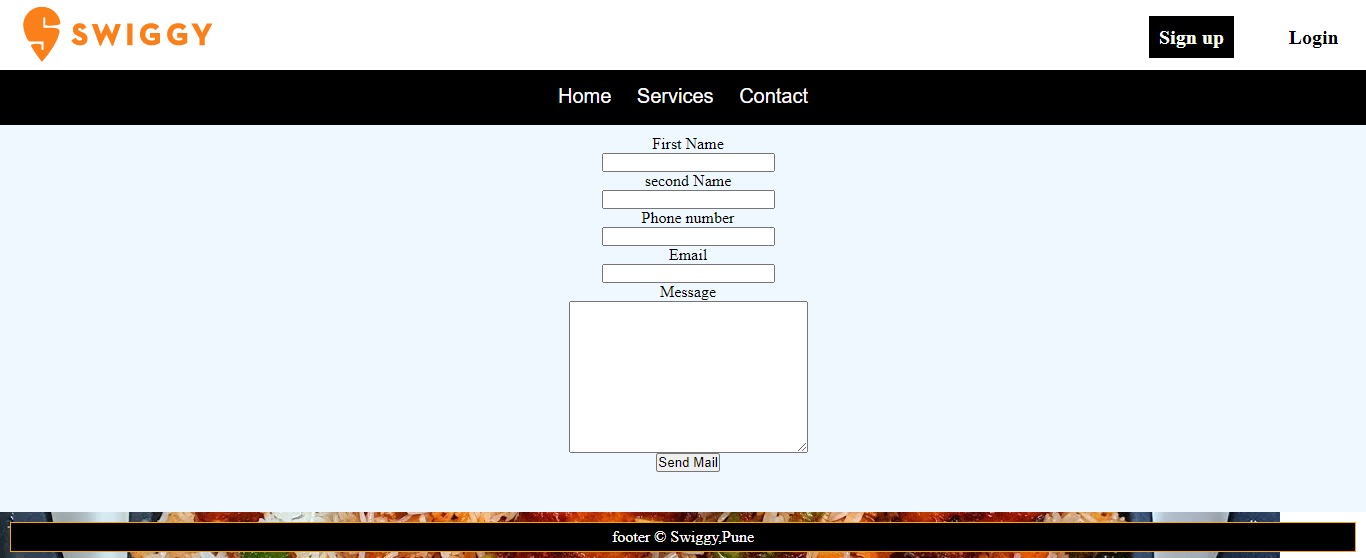 SWIGGY
Sign up Login
Home Services Contact
First Name
second Name
Phone number
Email
Message
Send Mail
footer © Swiggy,Pune